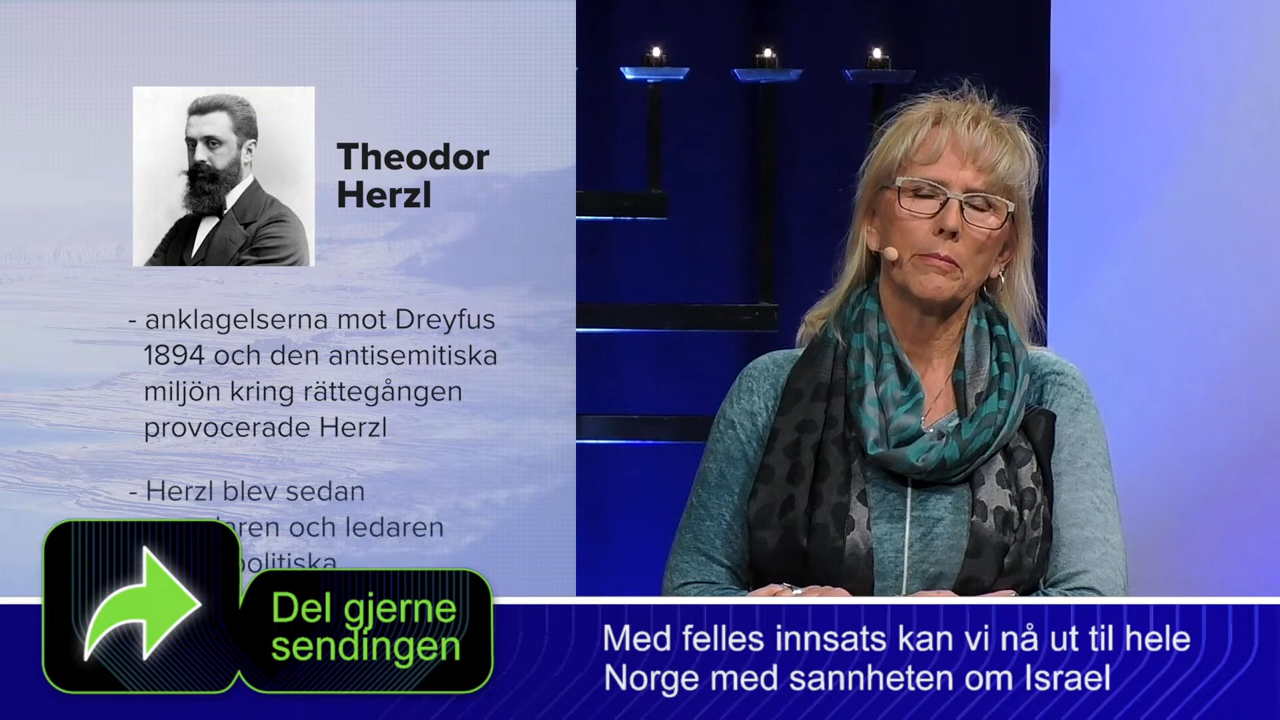 Theodor
Herzl
- anklagelserna mot Dreyfus
1894 och den antisemitiska
miljön kring rättegången
provocerade Herzl
- Herzl blev sedan
och ledaren
politiska
Del gjerne
sendingen
Med felles innsats kan vi nå ut til hele
Norge med sannheten om Israel